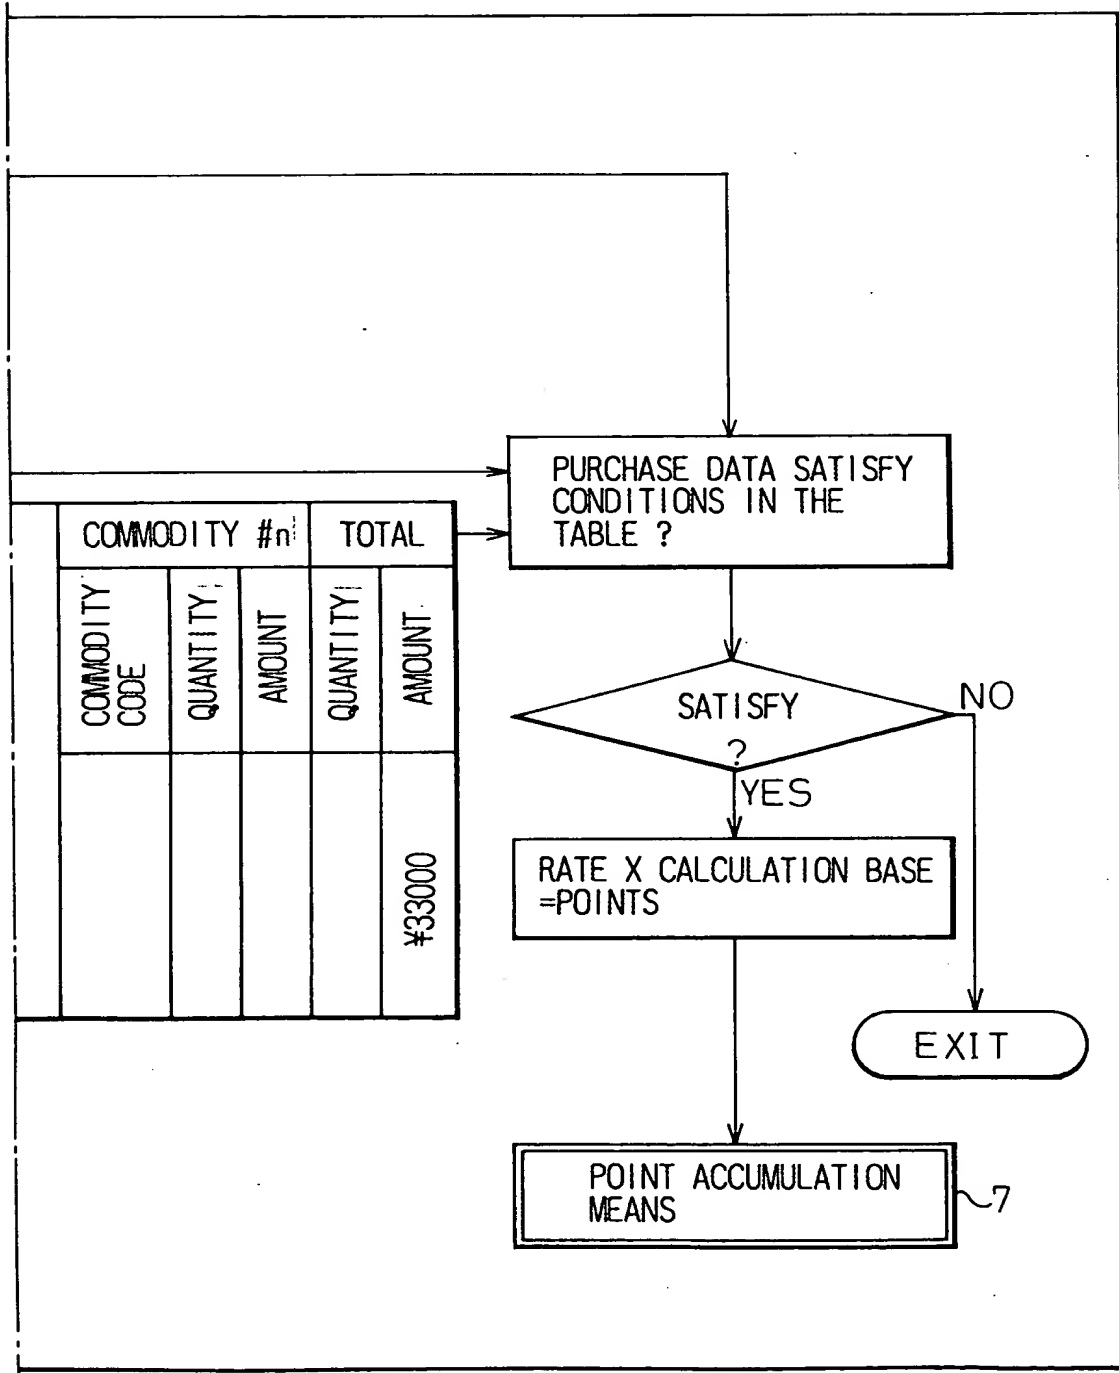 PURCHASE DATA SATISFY
CONDITIONS IN THE
TABLE ?
COMMODITY #n
TOTAL
COMMODITY
CODE
QUANTITY
AMOUNT
QUANTITY
AMOUNT
¥33000
SATISFY
?
NO
YES
RATE X CALCULATION BASE
=POINTS
EXIT
POINT ACCUMULATION
MEANS
7